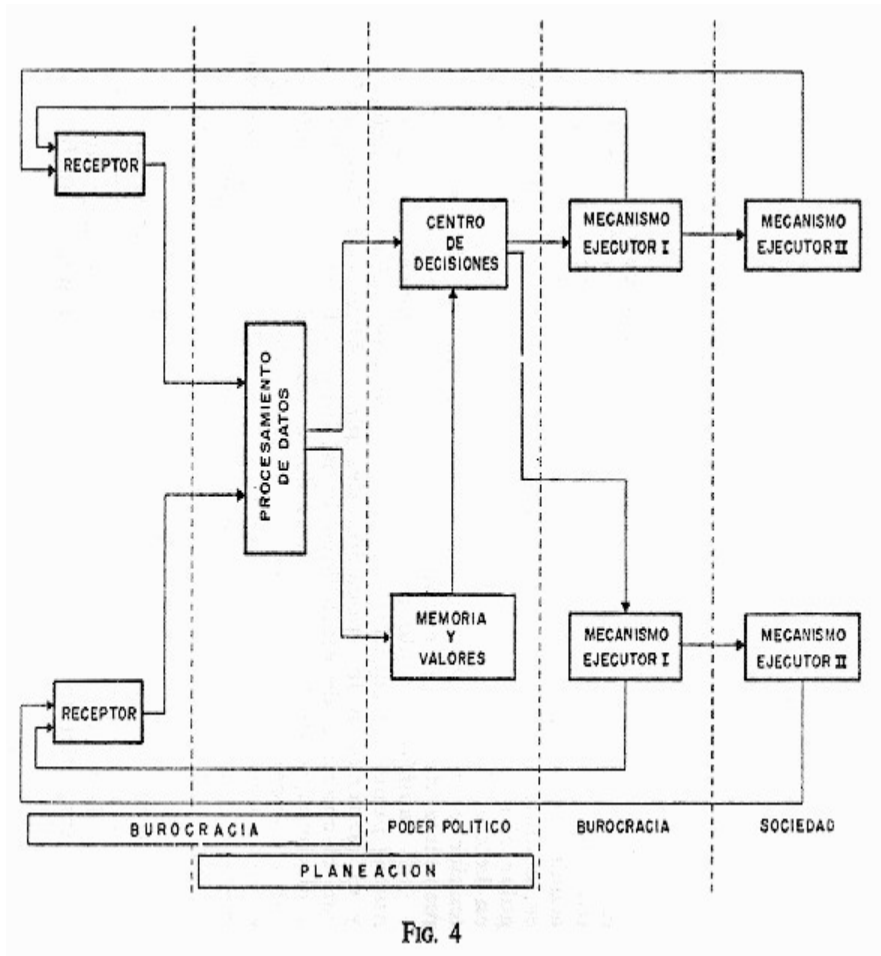 RECEPTOR
CENTRO
DE
DECISIONES
MECANISMO
EJECUTOR I
MECANISMO
EJECUTOR II
PROCESAMIENTO
DE DATOS
MEMORIA
Y
VALORES
MECANISMO
EJECUTOR I
MECANISMO
EJECUTOR II
RECEPTOR
BUROCRACIA
PODER POLITICO
BUROCRACIA
SOCIEDAD
PLANEACION
FIG. 4